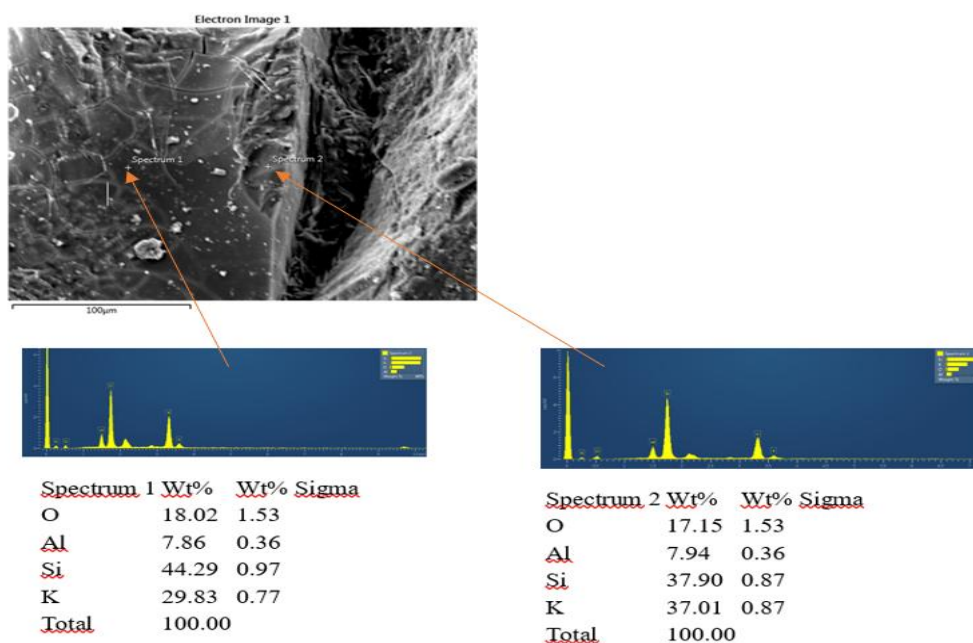 Electron Image 1
Spectrum 1
Spectrum 2
100µm
Spectrum 1 Wt% Wt% Sigma
O 18.02 1.53
Al 7.86 0.36
Si 44.29 0.97
K 29.83 0.77
Total 100.00
Spectrum 2 Wt% Wt% Sigma
O 17.15 1.53
Al 7.94 0.36
Si 37.90 0.87
K 37.01 0.87
Total 100.00